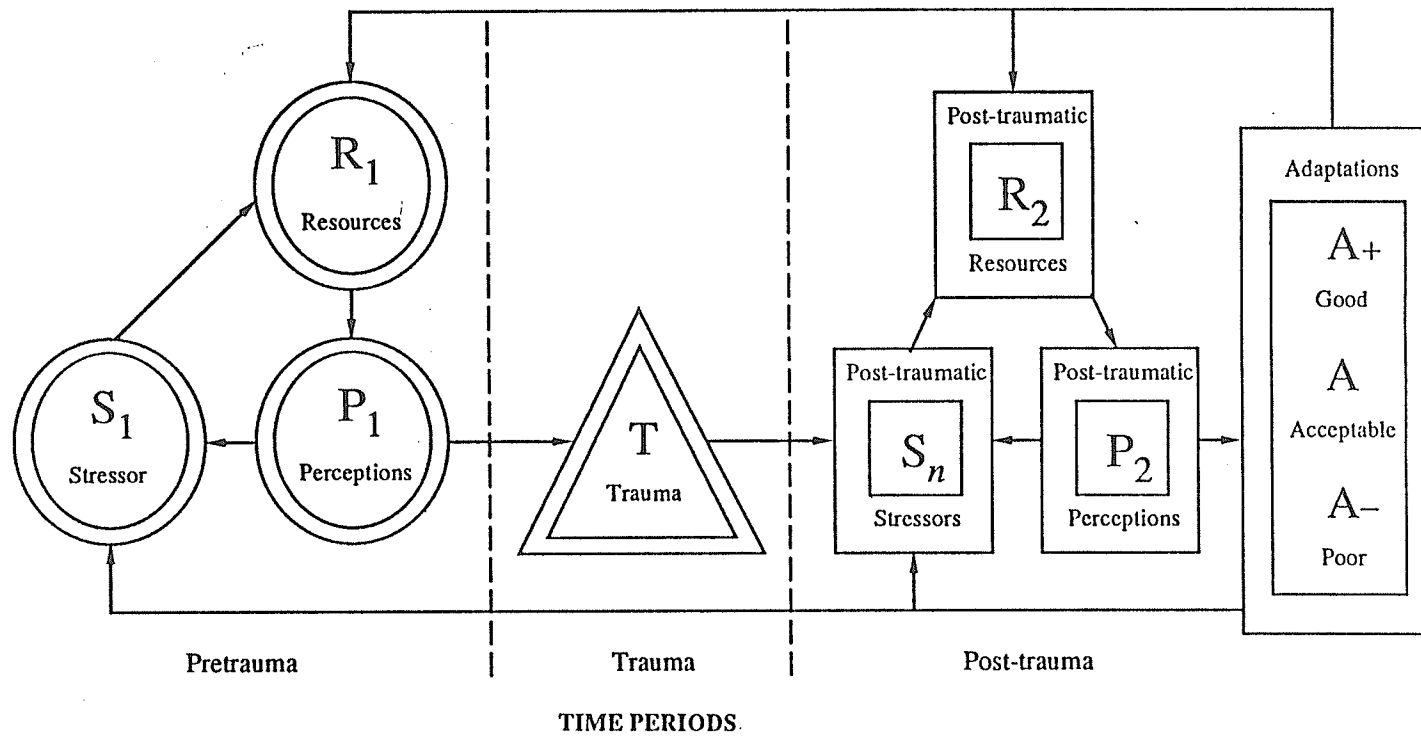 R1
Resources
S1
Stressor
P1
Perceptions
T
Trauma
Post-traumatic
R2
Resources
Post-traumatic
Sn
Stressors
Post-traumatic
P2
Perceptions
Adaptations
A+
Good
A
Acceptable
A–
Poor
Pretrauma
Trauma
Post-trauma
TIME PERIODS